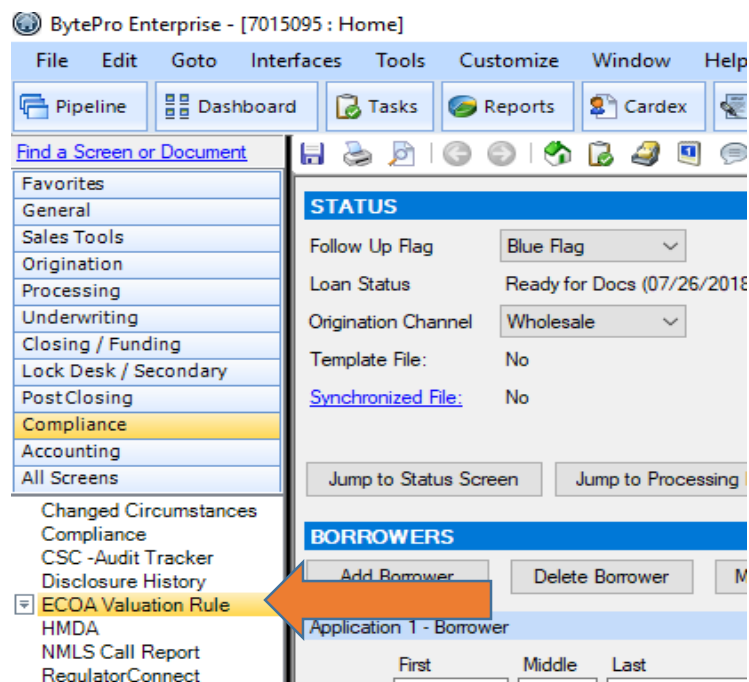 BytePro Enterprise - [7015095 : Home]
File Edit Goto Interfaces Tools Customize Window Help
Pipeline Dashboard Tasks Reports Cardex
Find a Screen or Document
Favorites
General
Sales Tools
Origination
Processing
Underwriting
Closing / Funding
Lock Desk / Secondary
Post Closing
Compliance
Accounting
All Screens
Changed Circumstances
Compliance
CSC -Audit Tracker
Disclosure History
ECOA Valuation Rule
HMDA
NMLS Call Report
RegulatorConnect
STATUS
Follow Up Flag Blue Flag
Loan Status Ready for Docs (07/26/2018
Origination Channel Wholesale
Template File: No
Synchronized File: No
Jump to Status Screen Jump to Processing
BORROWERS
Add Borrower Delete Borrower M
Application 1 - Borrower
First Middle Last